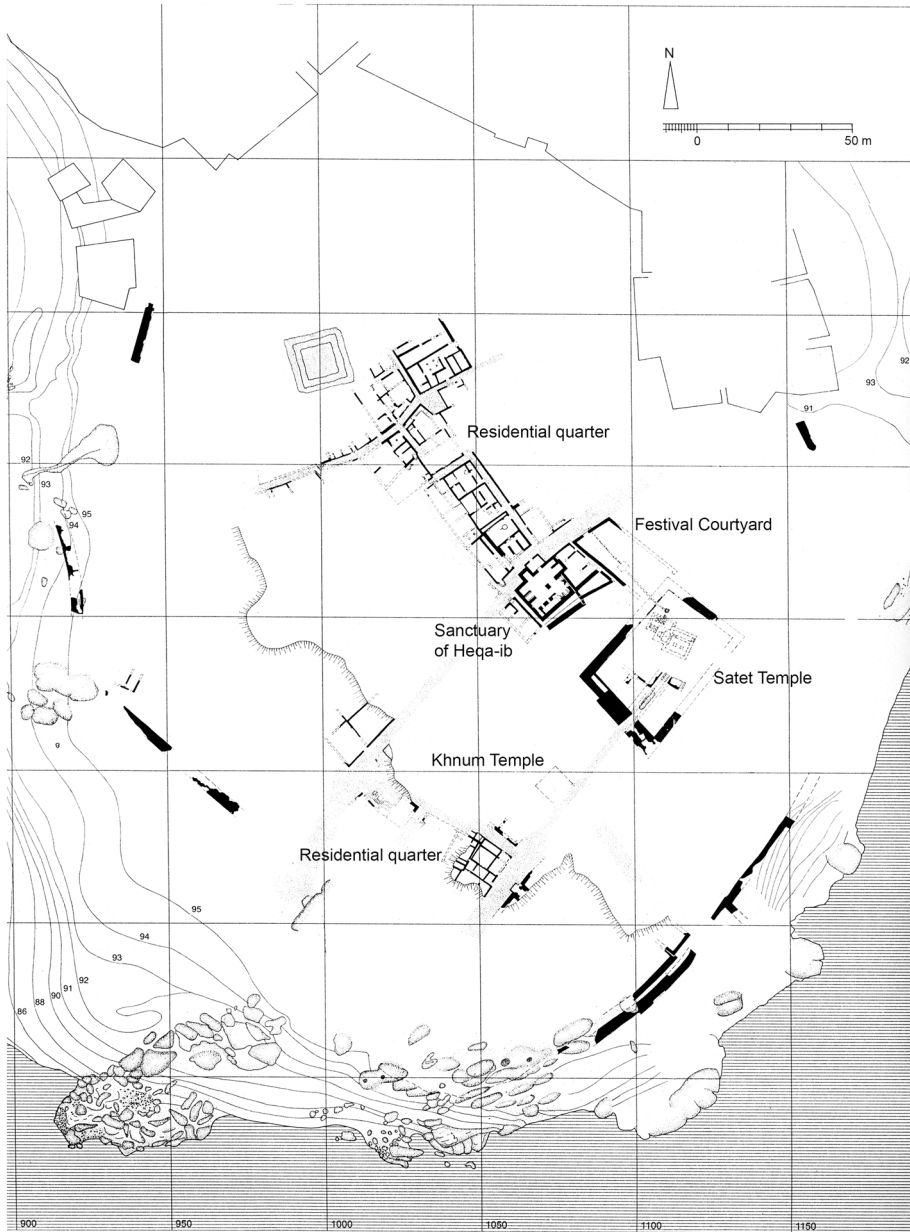 N
0
50 m
92
93
91
Residential quarter
92
93
95
94
Festival Courtyard
Sanctuary
of Heqa-ib
Satet Temple
Khnum Temple
Residential quarter
95
94
93
92
91
90
88
86
900
950
1000
1050
1100
1150